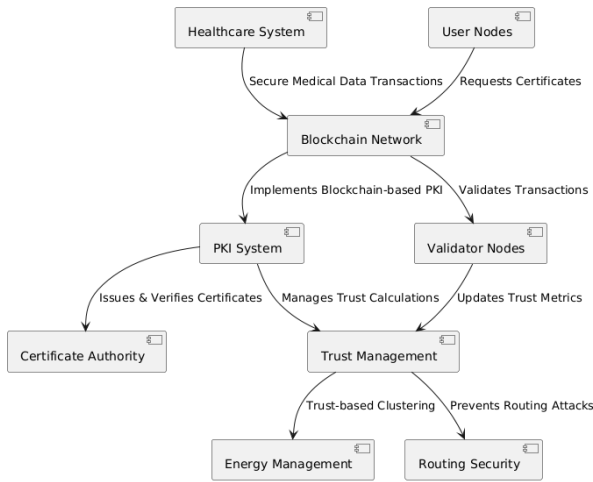 Healthcare System
User Nodes
Secure Medical Data Transactions
Requests Certificates
Blockchain Network
Implements Blockchain-based PKI
Validates Transactions
PKI System
Validator Nodes
Issues & Verifies Certificates
Manages Trust Calculations
Updates Trust Metrics
Certificate Authority
Trust Management
Trust-based Clustering
Prevents Routing Attacks
Energy Management
Routing Security